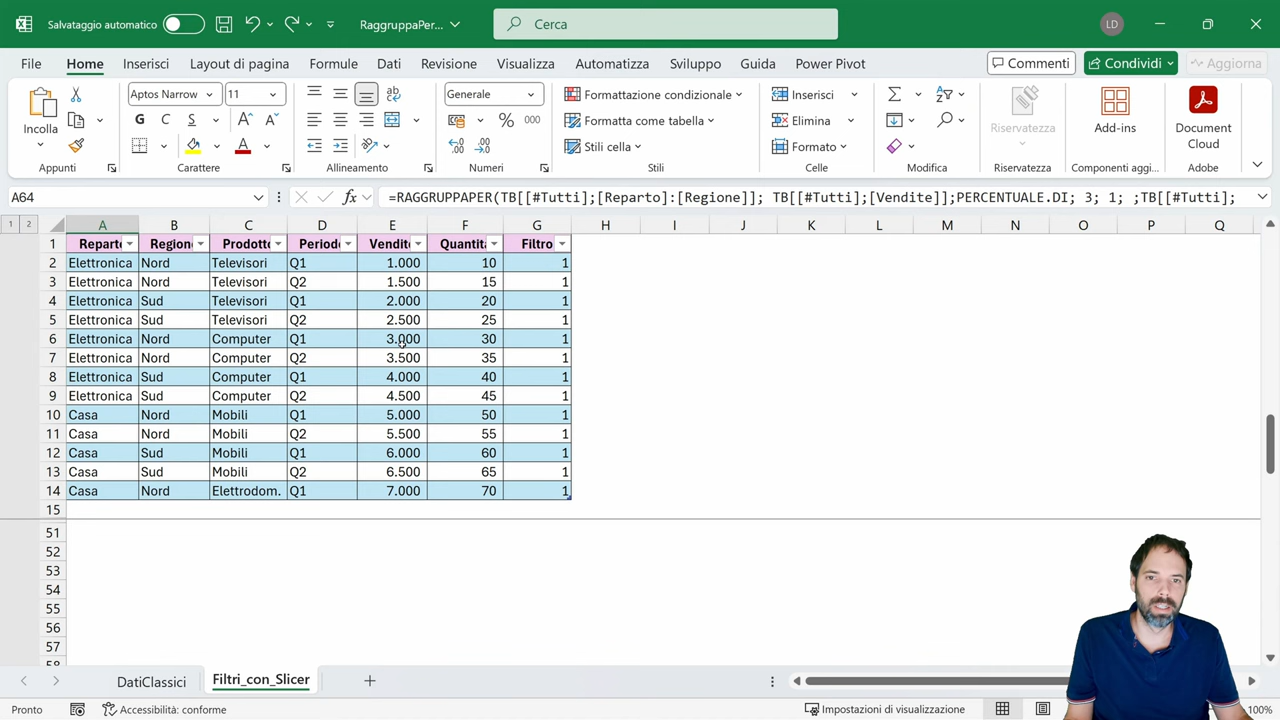 Salvataggio automatico
RaggruppaPer...
Cerca
LD
File Home Inserisci Layout di pagina Formule Dati Revisione Visualizza Automatizza Sviluppo Guida Power Pivot
Commenti Condividi Aggiorna
Incolla
Aptos Narrow 11
G C S
Generale
% 000
Formattazione condizionale
Formatta come tabella
Stili cella
Inserisci
Elimina
Formato
Riservatezza
Add-ins
Document
Cloud
Appunti Carattere Allineamento Numeri Stili Celle Modifica Riservatezza Componenti aggi... Adobe
A64 fx =RAGGRUPPAPER(TB[[#Tutti];[Reparto]:[Regione]]; TB[[#Tutti];[Vendite]];PERCENTUALE.DI; 3; 1; ;TB[[#Tutti];
1 2 A B C D E F G H I J K L M N O P Q
1 Reparto Regione Prodotto Periodo Vendite Quantità Filtro
2 Elettronica Nord Televisori Q1 1.000 10 1
3 Elettronica Nord Televisori Q2 1.500 15 1
4 Elettronica Sud Televisori Q1 2.000 20 1
5 Elettronica Sud Televisori Q2 2.500 25 1
6 Elettronica Nord Computer Q1 3.000 30 1
7 Elettronica Nord Computer Q2 3.500 35 1
8 Elettronica Sud Computer Q1 4.000 40 1
9 Elettronica Sud Computer Q2 4.500 45 1
10 Casa Nord Mobili Q1 5.000 50 1
11 Casa Nord Mobili Q2 5.500 55 1
12 Casa Sud Mobili Q1 6.000 60 1
13 Casa Sud Mobili Q2 6.500 65 1
14 Casa Nord Elettrodom. Q1 7.000 70 1
15
51
52
53
54
55
56
57
58
DatiClassici Filtri_con_Slicer
Pronto Accessibilità: conforme Impostazioni di visualizzazione 100%